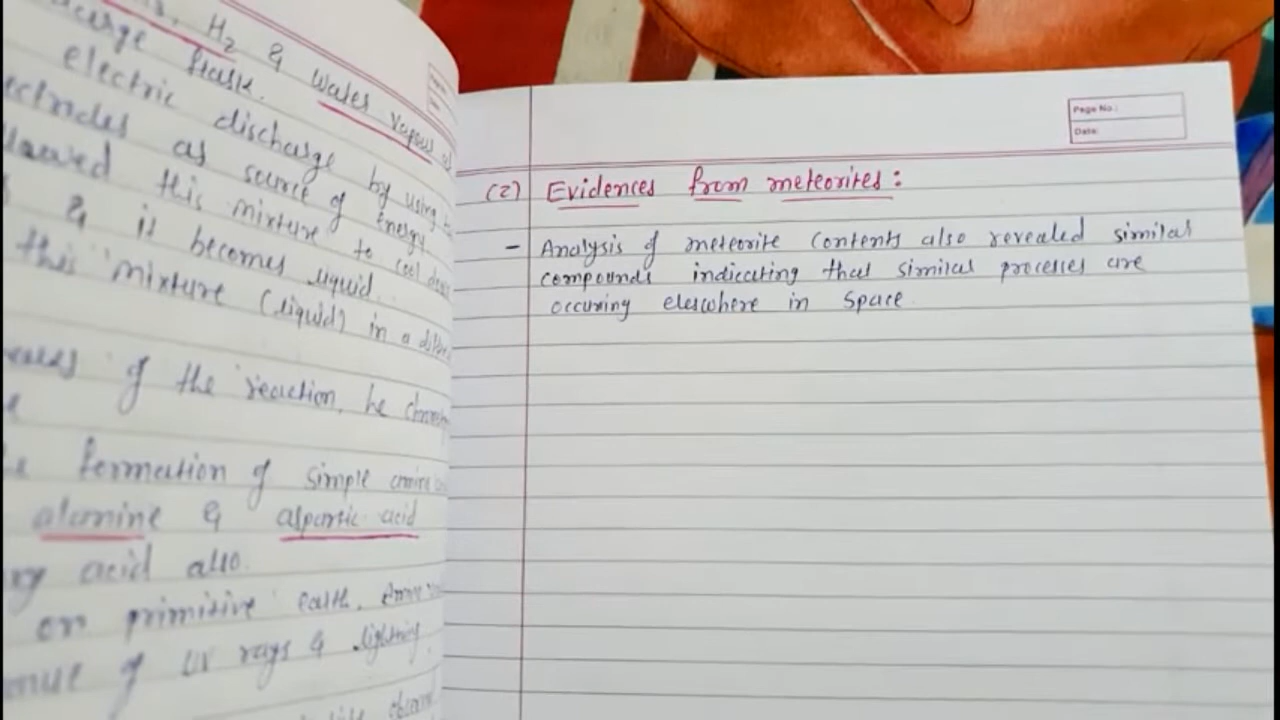 H2 & Water vapour
flask.
electric discharge by using
as source of energy
this mixture to cool down
& it becomes liquid.
this mixture (liquid) in a
of the reaction, he
formation of simple amino
alanine & aspartic acid
acid also.
on primitive earth,
of UV rays & lightning.
Page No.:
Date:
(2) Evidences from meteorites:
- Analysis of meteorite contents also revealed similar
compounds indicating that similar processes are
occuring elsewhere in space